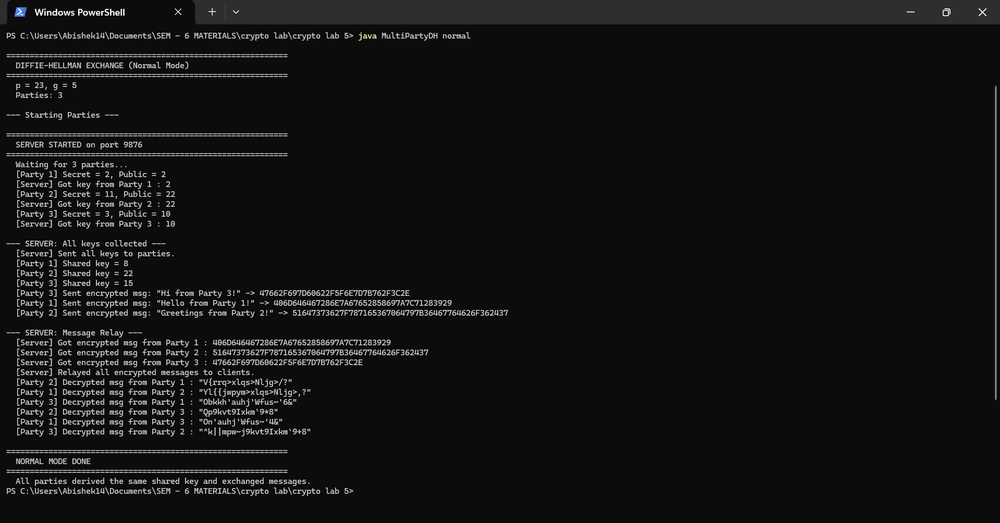 Windows PowerShell
PS C:\Users\Abishek14\Documents\SEM - 6 MATERIALS\crypto lab\crypto lab 5> java MultiPartyDH normal
============================================================
DIFFIE-HELLMAN EXCHANGE (Normal Mode)
============================================================
p = 23, g = 5
Parties: 3
--- Starting Parties ---
============================================================
SERVER STARTED on port 9876
============================================================
Waiting for 3 parties...
[Party 1] Secret = 2, Public = 2
[Server] Got key from Party 1 : 2
[Party 2] Secret = 11, Public = 22
[Server] Got key from Party 2 : 22
[Party 3] Secret = 3, Public = 10
[Server] Got key from Party 3 : 10
--- SERVER: All keys collected ---
[Server] Sent all keys to parties.
[Party 1] Shared key = 8
[Party 2] Shared key = 22
[Party 3] Shared key = 15
[Party 3] Sent encrypted msg: "Hi from Party 3!" -> 47662F697D60622F5F6E7D7B762F3C2E
[Party 1] Sent encrypted msg: "Hello from Party 1!" -> 406D646467286E7A67652858697A7C71283929
[Party 2] Sent encrypted msg: "Greetings from Party 2!" -> 51647373627F787165367064797B36467764626F362437
--- SERVER: Message Relay ---
[Server] Got encrypted msg from Party 1 : 406D646467286E7A67652858697A7C71283929
[Server] Got encrypted msg from Party 2 : 51647373627F787165367064797B36467764626F362437
[Server] Got encrypted msg from Party 3 : 47662F697D60622F5F6E7D7B762F3C2E
[Server] Relayed all encrypted messages to clients.
[Party 2] Decrypted msg from Party 1 : "V{rrq>xlqs>Nljg>/?"
[Party 1] Decrypted msg from Party 2 : "Yl{{jwpym>xlqs>Nljg>,?"
[Party 3] Decrypted msg from Party 1 : "Obkkh'auhj'Wfus~'6&"
[Party 2] Decrypted msg from Party 3 : "Qp9kvt9Ixkm`9*8"
[Party 1] Decrypted msg from Party 3 : "On'auhj'Wfus~'4&"
[Party 3] Decrypted msg from Party 2 : "^k||mpw~j9kvt9Ixkm`9+8"
============================================================
NORMAL MODE DONE
============================================================
All parties derived the same shared key and exchanged messages.
PS C:\Users\Abishek14\Documents\SEM - 6 MATERIALS\crypto lab\crypto lab 5>